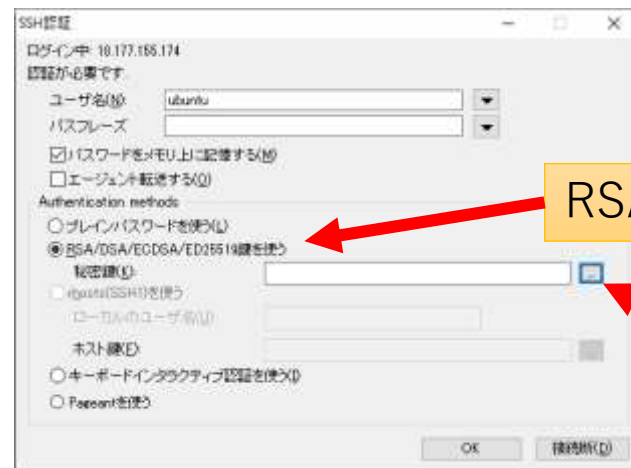 SSH認証
ログイン中: 10.177.155.174
認証が必要です.
ユーザ名(N): ubuntu
パスフレーズ
パスワードをメモリ上に記憶する(M)
エージェント転送する(O)
Authentication methods
プレインパスワードを使う(L)
RSA/DSA/ECDSA/ED25519鍵を使う
RSA
秘密鍵(K):
rhosts(SSH1)を使う
ローカルのユーザ名(U):
ホスト鍵(F):
キーボードインタラクティブ認証を使う(I)
Pageantを使う
OK 接続断(D)